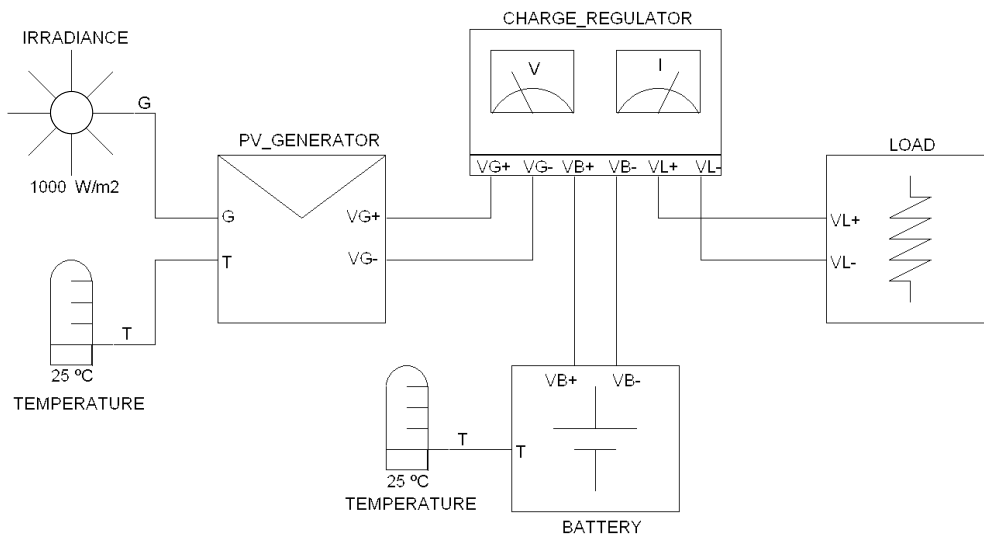 CHARGE_REGULATOR
IRRADIANCE
V I
G
PV_GENERATOR
LOAD
VG+ VG- VB+ VB- VL+ VL-
1000 W/m2
G VG+
VL+
T VG-
VL-
T
25 ºC
TEMPERATURE
VB+ VB-
T T
25 ºC
TEMPERATURE
BATTERY